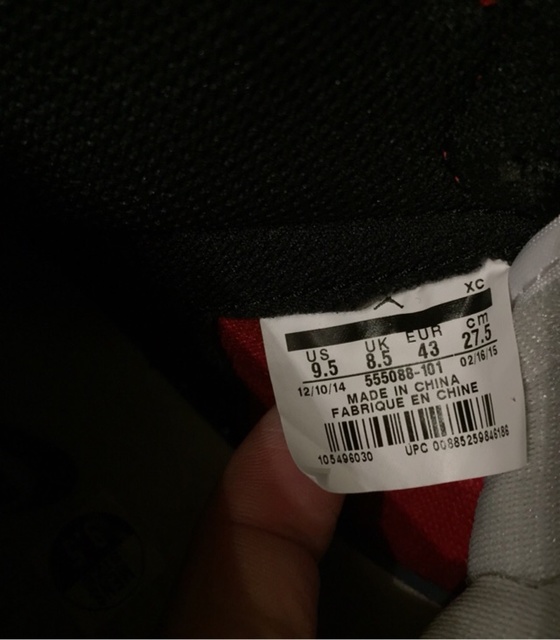 XC
US UK EUR cm
9.5 8.5 43 27.5
12/10/14 555088-101 02/16/15
MADE IN CHINA
FABRIQUE EN CHINE
105496030 UPC 00885259846186